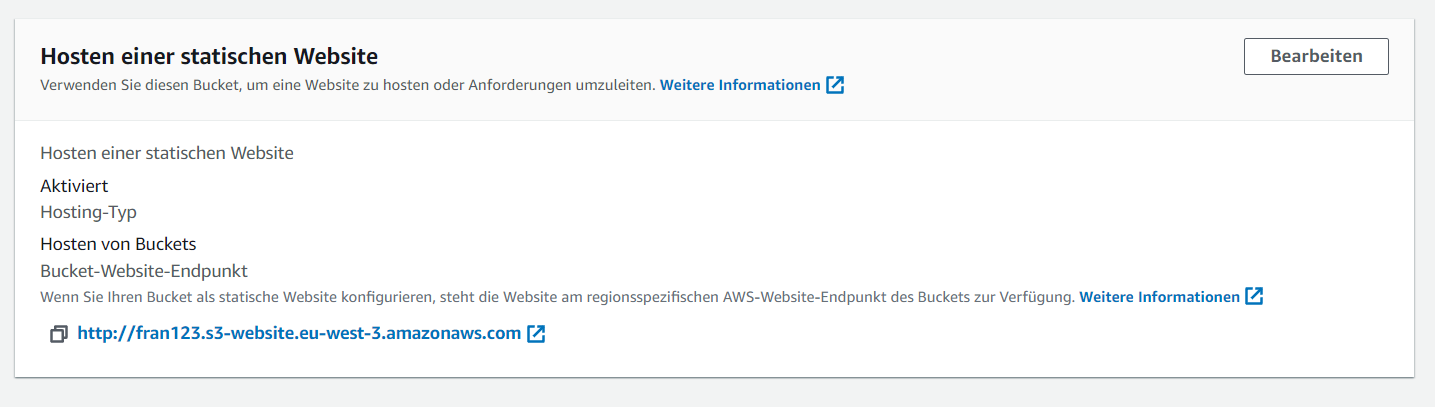 Hosten einer statischen Website
Bearbeiten
Verwenden Sie diesen Bucket, um eine Website zu hosten oder Anforderungen umzuleiten. Weitere Informationen
Hosten einer statischen Website
Aktiviert
Hosting-Typ
Hosten von Buckets
Bucket-Website-Endpunkt
Wenn Sie Ihren Bucket als statische Website konfigurieren, steht die Website am regionsspezifischen AWS-Website-Endpunkt des Buckets zur Verfügung. Weitere Informationen
http://fran123.s3-website.eu-west-3.amazonaws.com